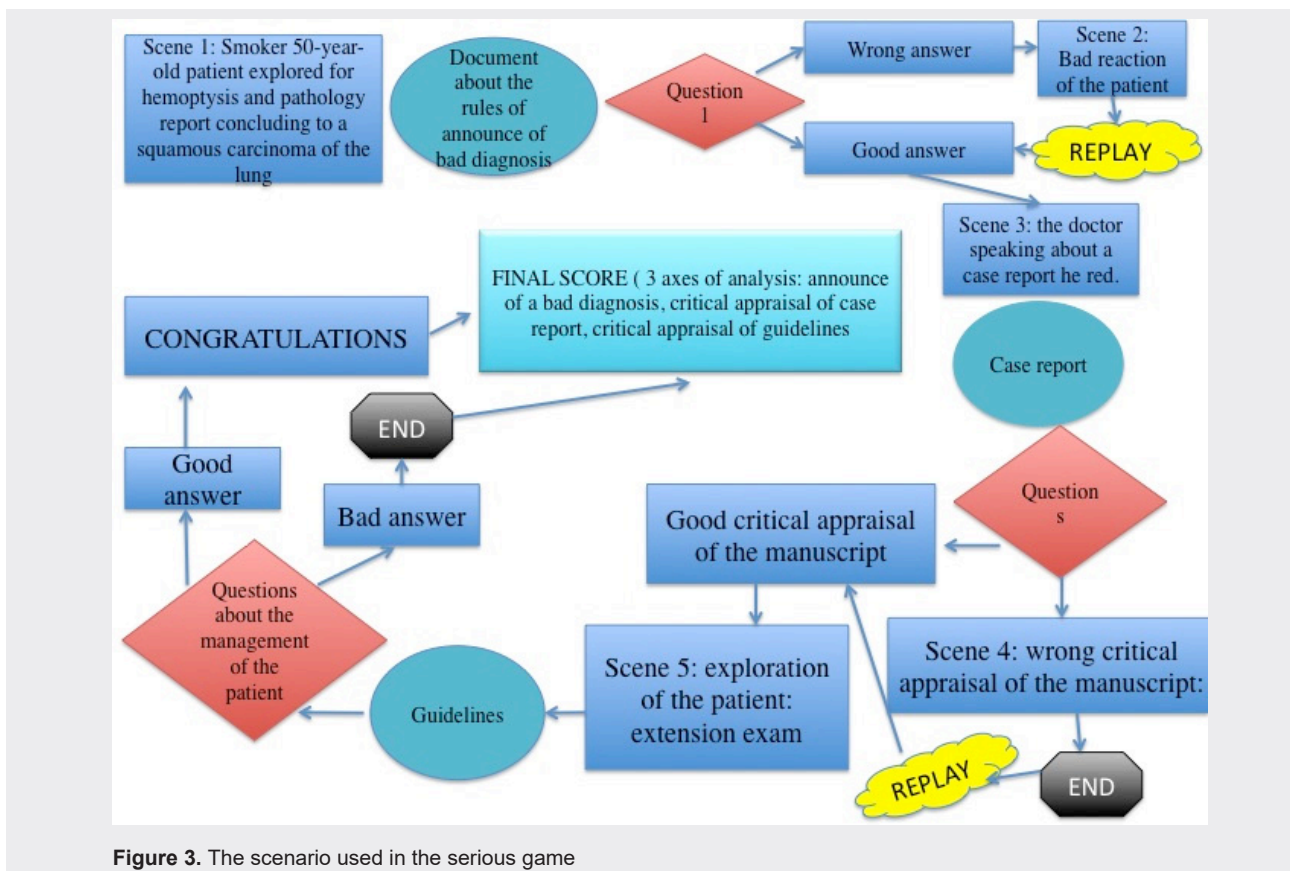 Scene 1: Smoker 50-year-
old patient explored for
hemoptysis and pathology
report concluding to a
squamous carcinoma of the
lung
Document
about the
rules of
announce of
bad diagnosis
Question
1
Wrong answer
Scene 2:
Bad reaction
of the patient
Good answer
REPLAY
Scene 3: the doctor
speaking about a
case report he red.
Case report
Question
s
Good critical appraisal
of the manuscript
Scene 4: wrong critical
appraisal of the manuscript:
END
REPLAY
Scene 5: exploration
of the patient:
extension exam
Guidelines
Questions
about the
management
of the
patient
Good
answer
Bad answer
END
CONGRATULATIONS
FINAL SCORE ( 3 axes of analysis: announce
of a bad diagnosis, critical appraisal of case
report, critical appraisal of guidelines
Figure 3. The scenario used in the serious game